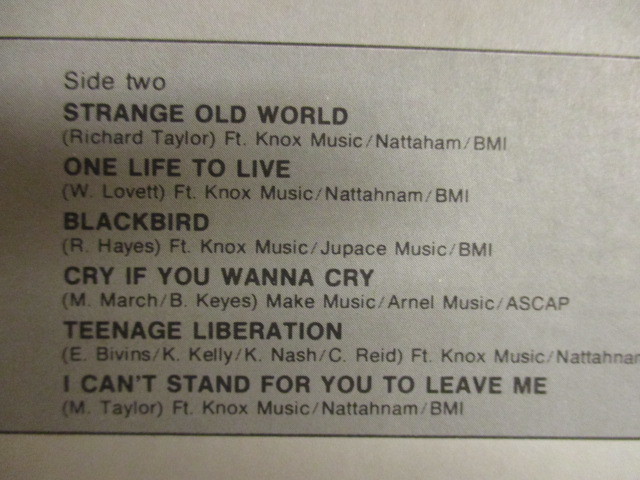 Side two
STRANGE OLD WORLD
(Richard Taylor) Ft. Knox Music/Nattaham/BMI
ONE LIFE TO LIVE
(W. Lovett) Ft. Knox Music/Nattahnam/BMI
BLACKBIRD
(R. Hayes) Ft. Knox Music/Jupace Music/BMI
CRY IF YOU WANNA CRY
(M. March/B. Keyes) Make Music/Arnel Music/ASCAP
TEENAGE LIBERATION
(E. Bivins/K. Kelly/K. Nash/C. Reid) Ft. Knox Music/Nattahnar
I CAN'T STAND FOR YOU TO LEAVE ME
(M. Taylor) Ft. Knox Music/Nattahnam/BMI